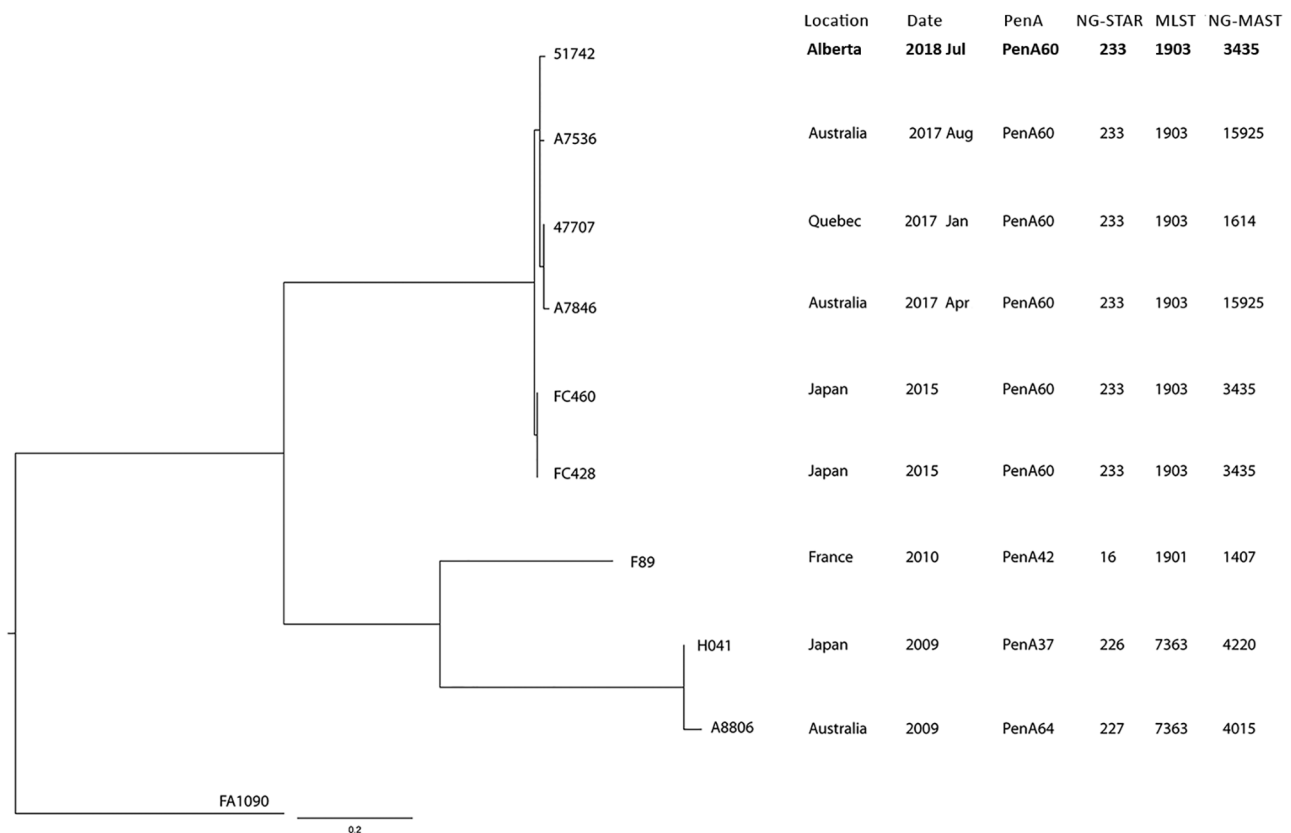 Location Date PenA NG-STAR MLST NG-MAST
51742 Alberta 2018 Jul PenA60 233 1903 3435
A7536 Australia 2017 Aug PenA60 233 1903 15925
47707 Quebec 2017 Jan PenA60 233 1903 1614
A7846 Australia 2017 Apr PenA60 233 1903 15925
FC460 Japan 2015 PenA60 233 1903 3435
FC428 Japan 2015 PenA60 233 1903 3435
F89 France 2010 PenA42 16 1901 1407
H041 Japan 2009 PenA37 226 7363 4220
A8806 Australia 2009 PenA64 227 7363 4015
FA1090
0.2